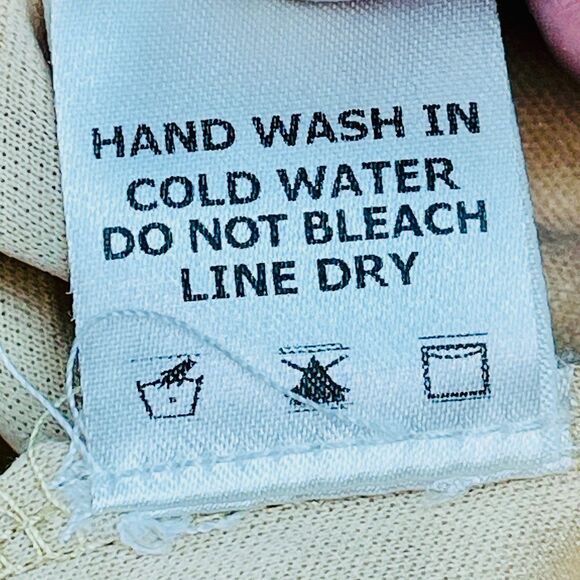 HAND WASH IN
COLD WATER
DO NOT BLEACH
LINE DRY